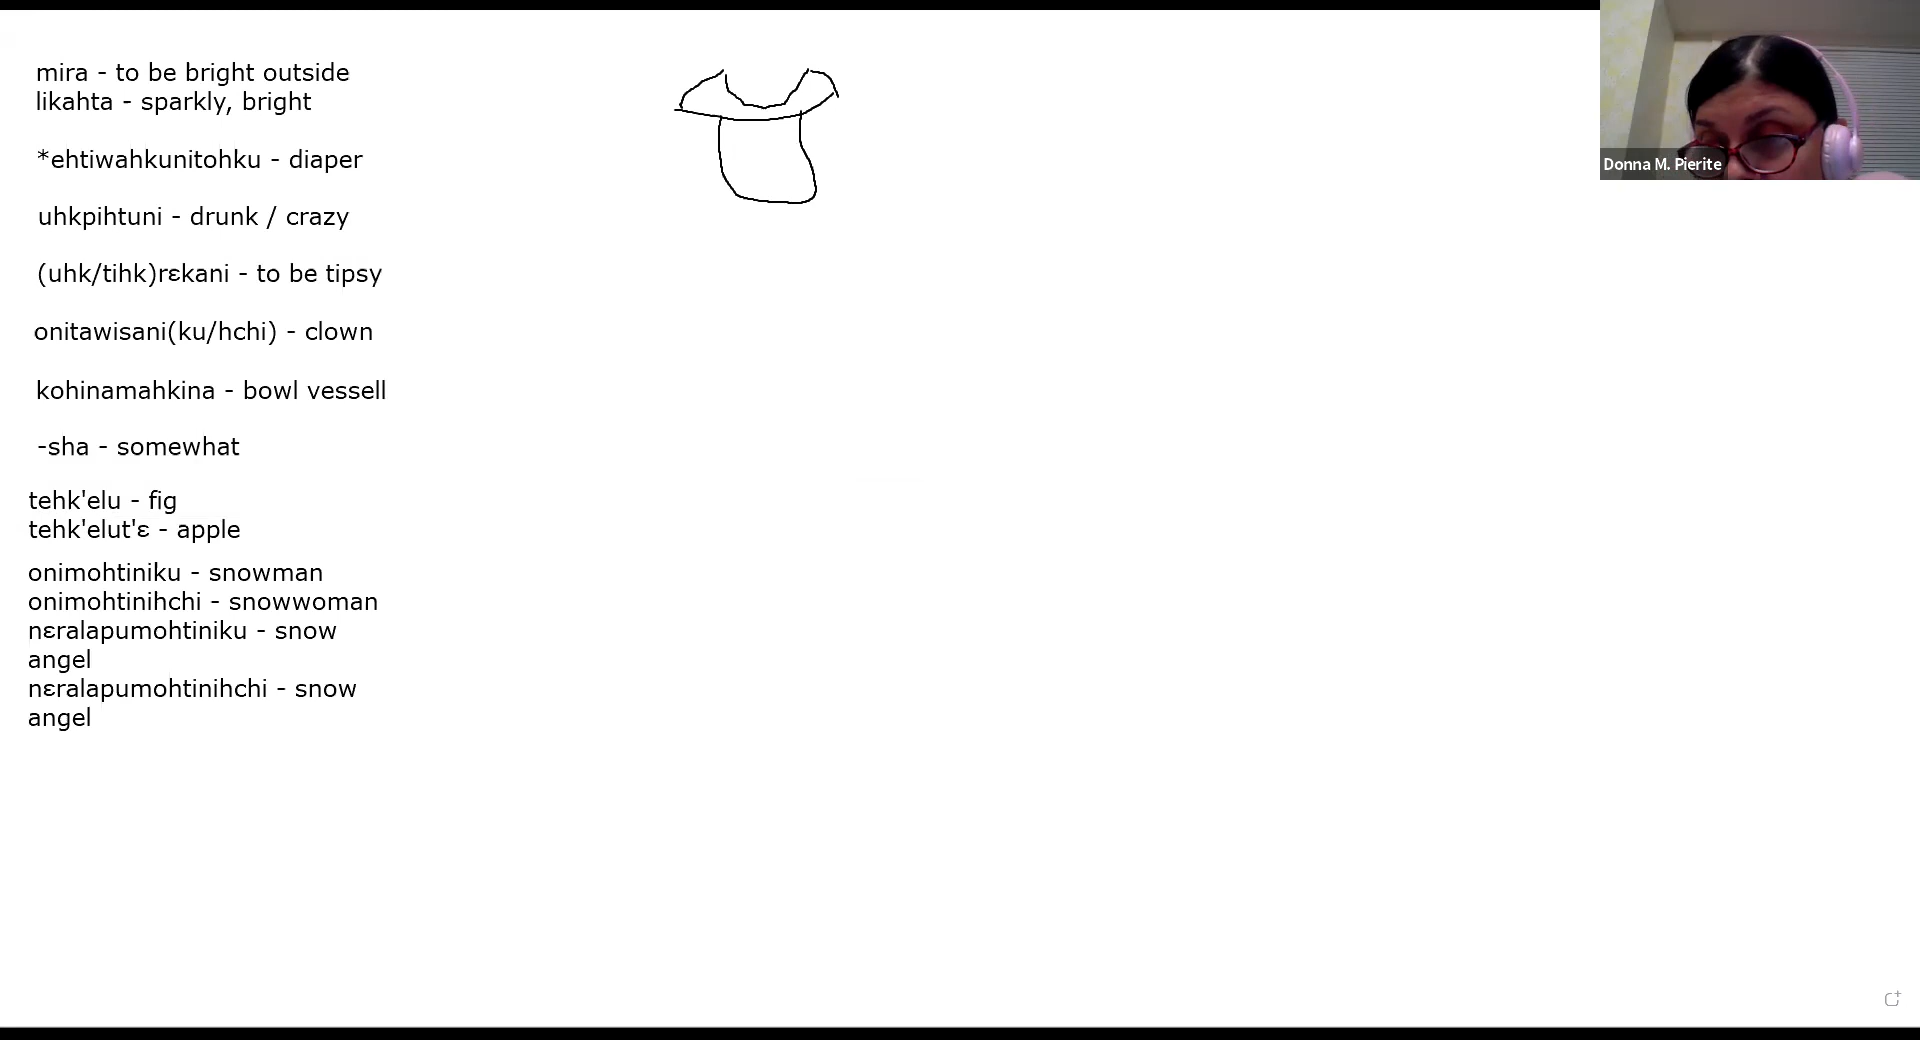 mira - to be bright outside
likahta - sparkly, bright
*ehtiwahkunitohku - diaper
uhkpihtuni - drunk / crazy
(uhk/tihk)rɛkani - to be tipsy
onitawisani(ku/hchi) - clown
kohinamahkina - bowl vessell
-sha - somewhat
tehk'elu - fig
tehk'elut'ɛ - apple
onimohtiniku - snowman
onimohtinihchi - snowwoman
nɛralapumohtiniku - snow
angel
nɛralapumohtinihchi - snow
angel
Donna M. Pierite